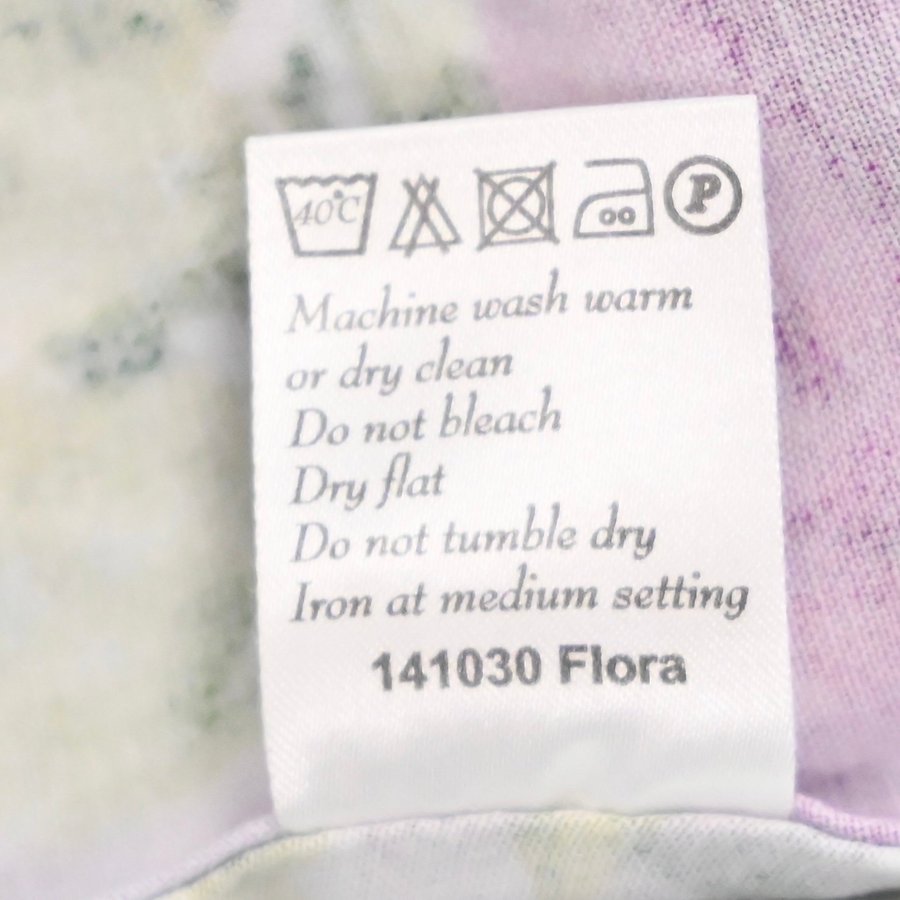 40°C P
Machine wash warm
or dry clean
Do not bleach
Dry flat
Do not tumble dry
Iron at medium setting
141030 Flora